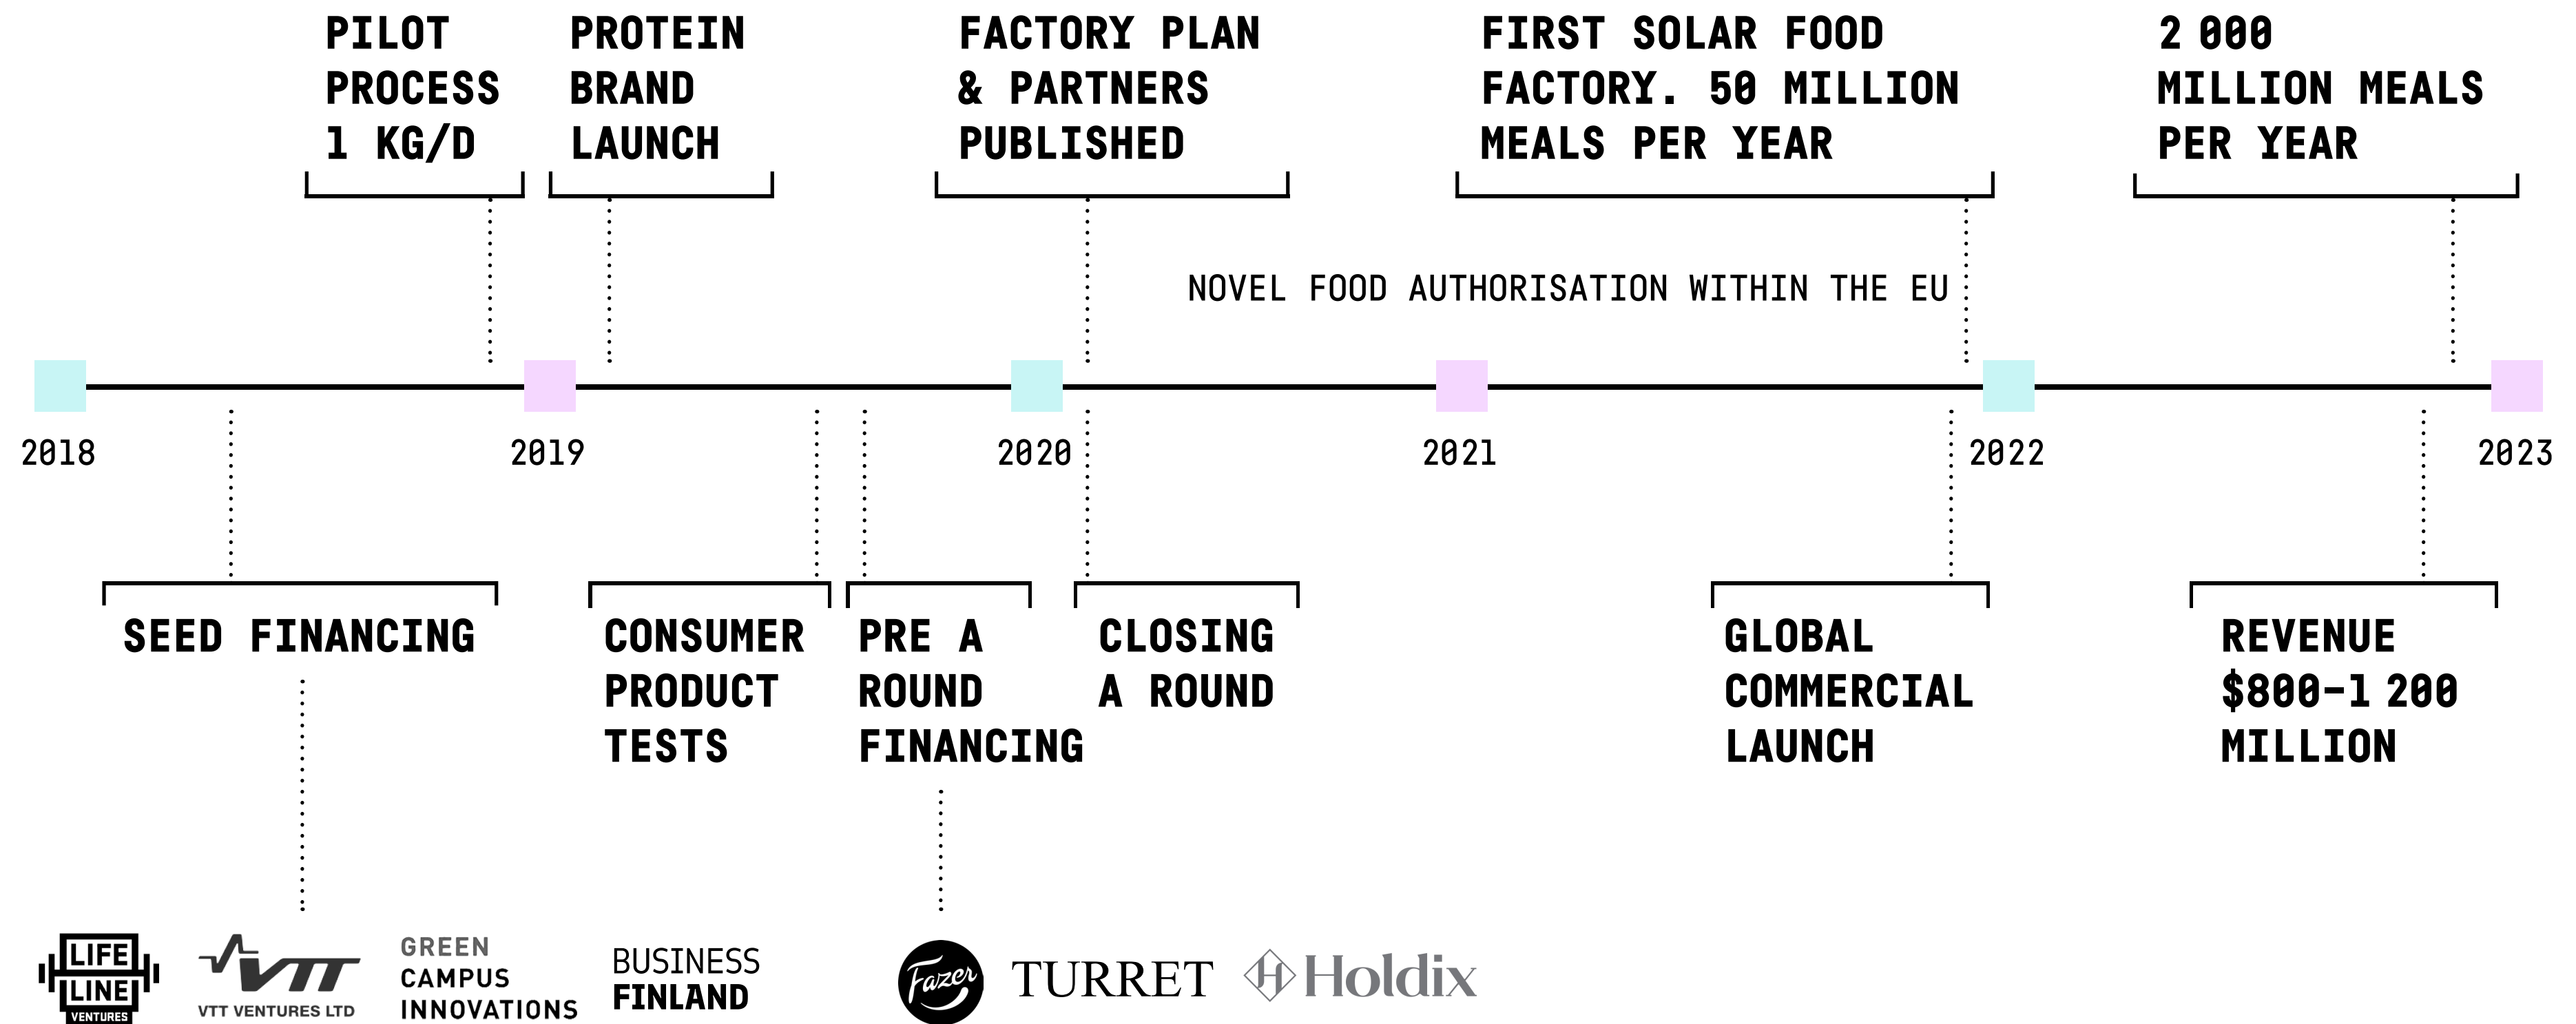 PILOT
PROCESS
1 KG/D
PROTEIN
BRAND
LAUNCH
FACTORY PLAN
& PARTNERS
PUBLISHED
FIRST SOLAR FOOD
FACTORY. 50 MILLION
MEALS PER YEAR
2 000
MILLION MEALS
PER YEAR
NOVEL FOOD AUTHORISATION WITHIN THE EU
2018
2019
2020
2021
2022
2023
SEED FINANCING
CONSUMER
PRODUCT
TESTS
PRE A
ROUND
FINANCING
CLOSING
A ROUND
GLOBAL
COMMERCIAL
LAUNCH
REVENUE
$800-1 200
MILLION
LIFE
LINE
VENTURES
VTT
VTT VENTURES LTD
GREEN
CAMPUS
INNOVATIONS
BUSINESS
FINLAND
Fazer
TURRET
H Holdix